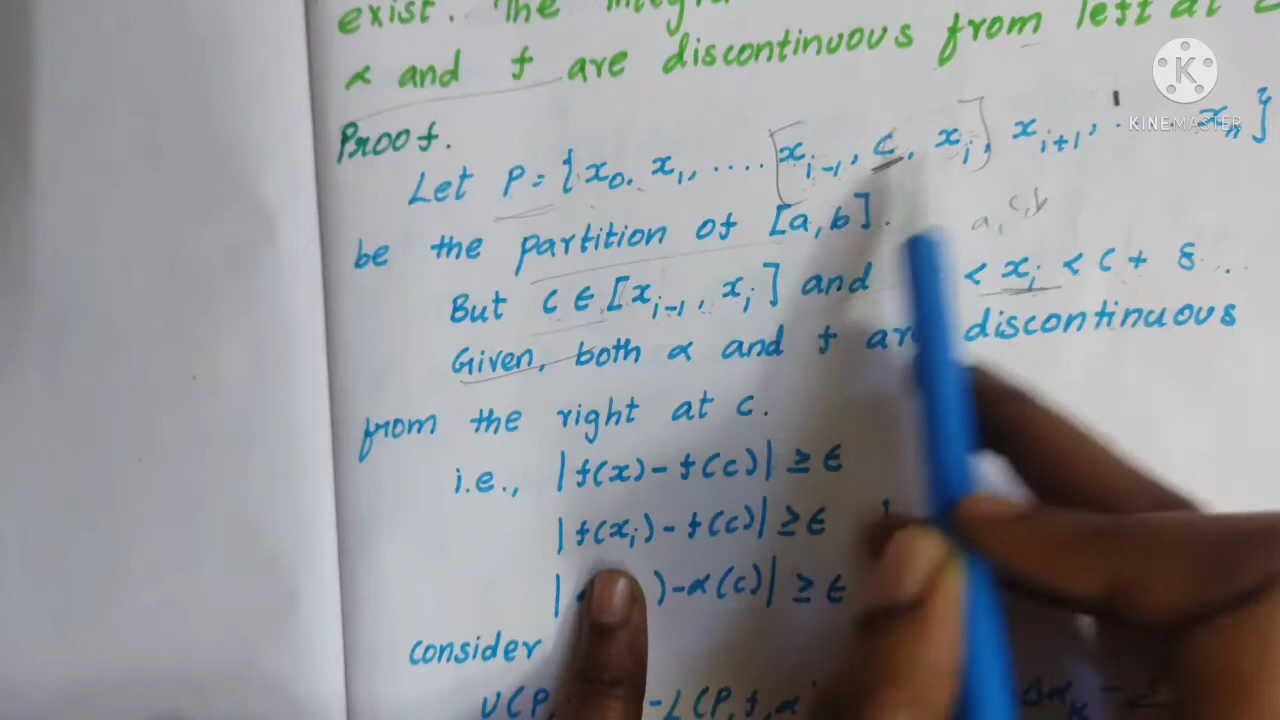 exist. The
α and f are discontinuous from left at
K
KINEMASTER
Proof.
Let P = { x₀, x₁, .... x_{i-1}, c, x_i, x_{i+1}, . . . x_n }
be the partition of [a, b].
a, c, b
But c ∈ [x_{i-1}, x_i] and < x_i < c + δ ..
Given, both α and f are discontinuous
from the right at c.
i.e., |f(x) - f(c)| ≥ ϵ
|f(x_i) - f(c)| ≥ ϵ
| ) - α(c)| ≥ ϵ
consider
U(P, - L(P, f, α